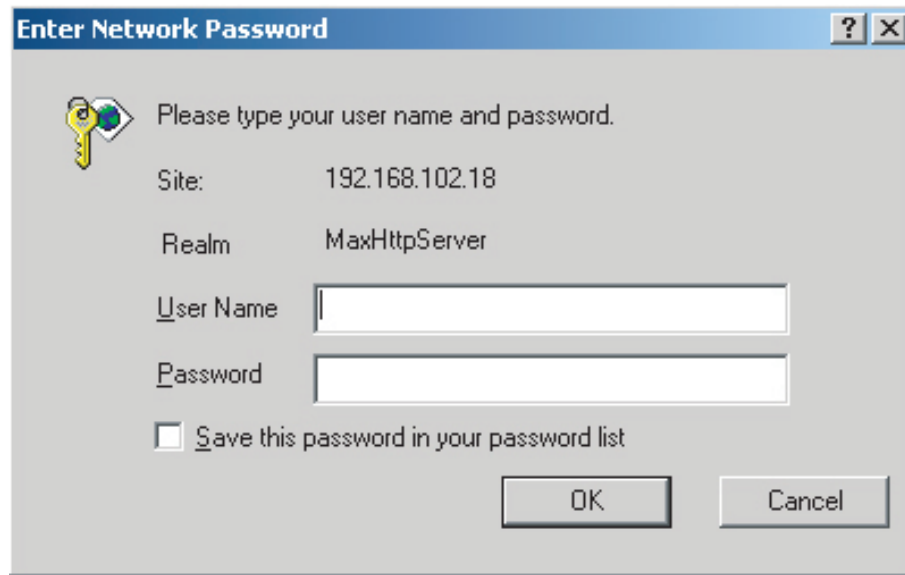 Enter Network Password
Please type your user name and password.
Site: 192.168.102.18
Realm MaxHttpServer
User Name
Password
Save this password in your password list
OK Cancel